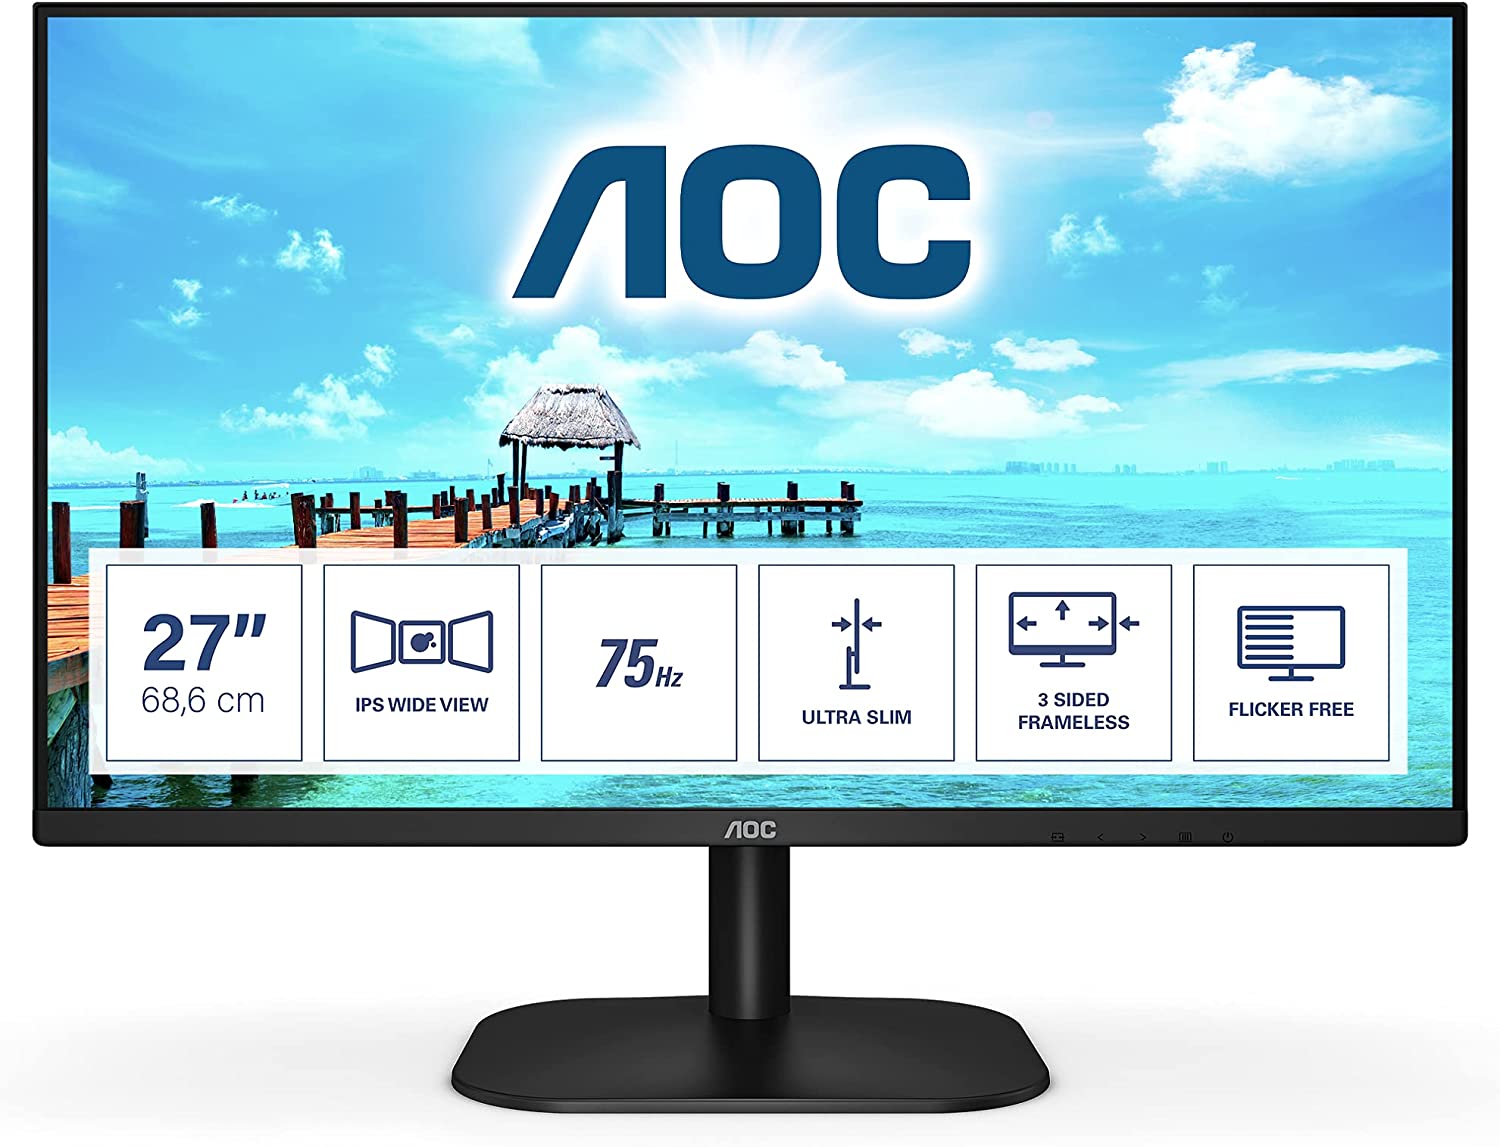 AOC
27"
68,6 cm
IPS WIDE VIEW
75Hz
ULTRA SLIM
3 SIDED
FRAMELESS
FLICKER FREE
AOC